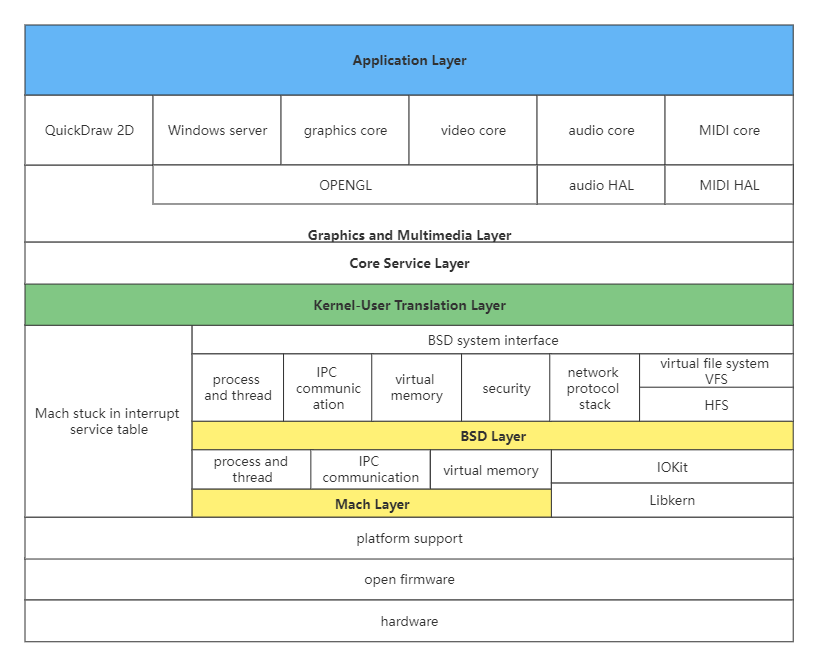 Application Layer
QuickDraw 2D
Windows server
graphics core
video core
audio core
MIDI core
OPENGL
audio HAL
MIDI HAL
Graphics and Multimedia Layer
Core Service Layer
Kernel-User Translation Layer
Mach stuck in interrupt
service table
BSD system interface
process
and thread
IPC
communic
ation
virtual
memory
security
network
protocol
stack
virtual file system
VFS
HFS
BSD Layer
process and
thread
IPC
communication
virtual memory
IOKit
Mach Layer
Libkern
platform support
open firmware
hardware